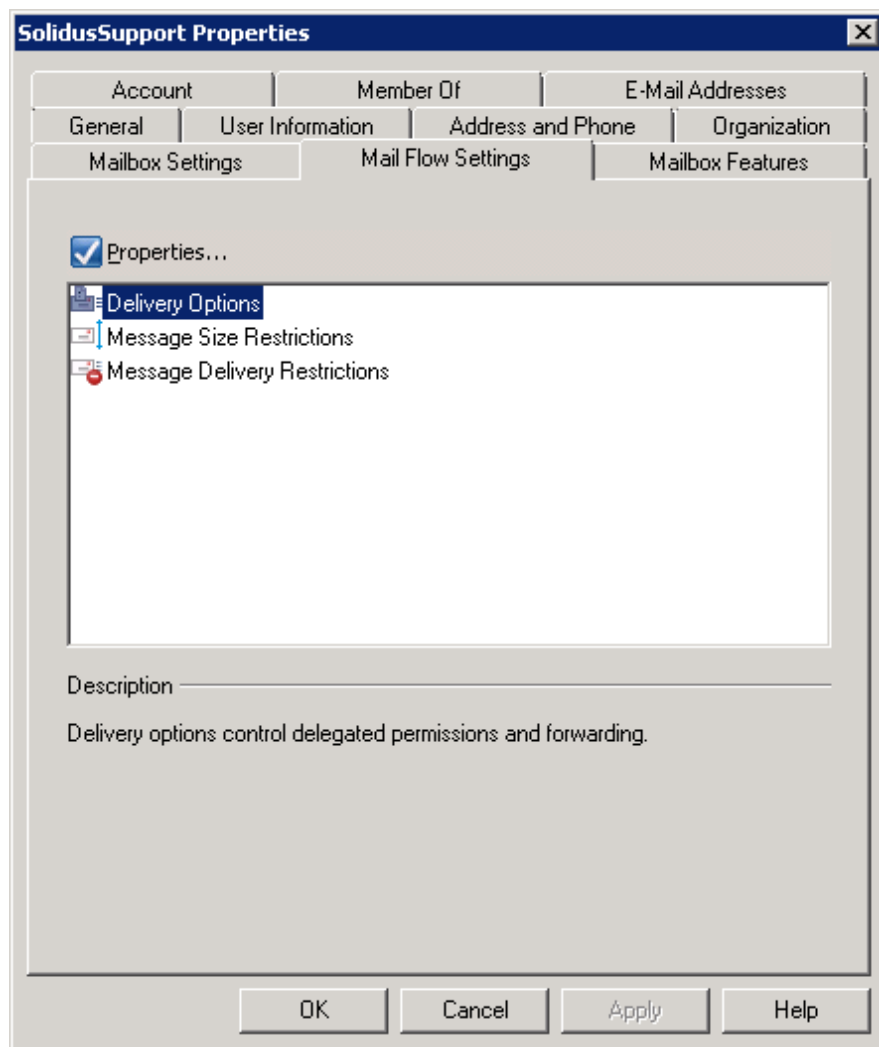 SolidusSupport Properties
Account Member Of E-Mail Addresses
General User Information Address and Phone Organization
Mailbox Settings Mail Flow Settings Mailbox Features
Properties...
Delivery Options
Message Size Restrictions
Message Delivery Restrictions
Description
Delivery options control delegated permissions and forwarding.
OK Cancel Apply Help